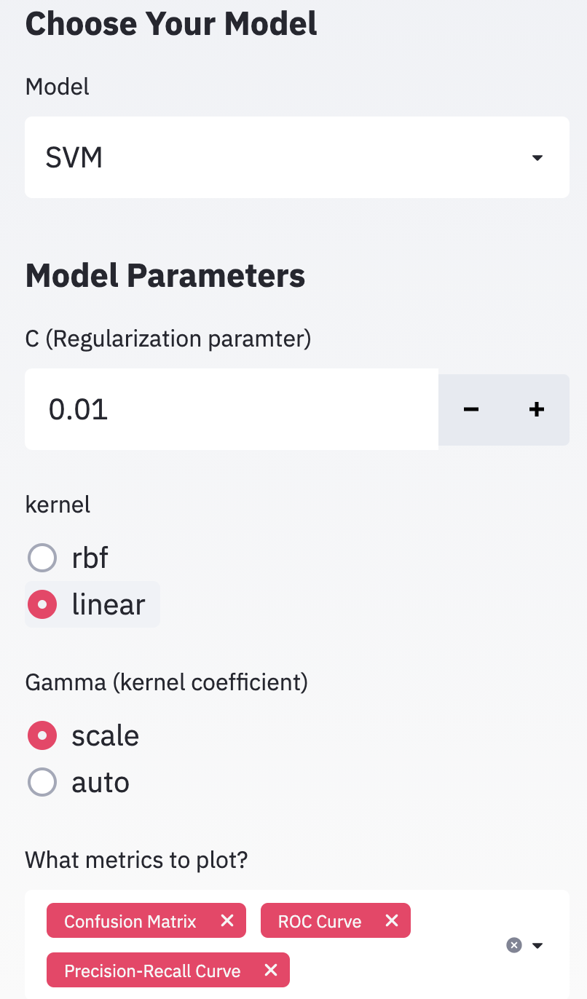 Choose Your Model
Model
SVM
Model Parameters
C (Regularization paramter)
0.01
kernel
rbf
linear
Gamma (kernel coefficient)
scale
auto
What metrics to plot?
Confusion Matrix ROC Curve
Precision-Recall Curve